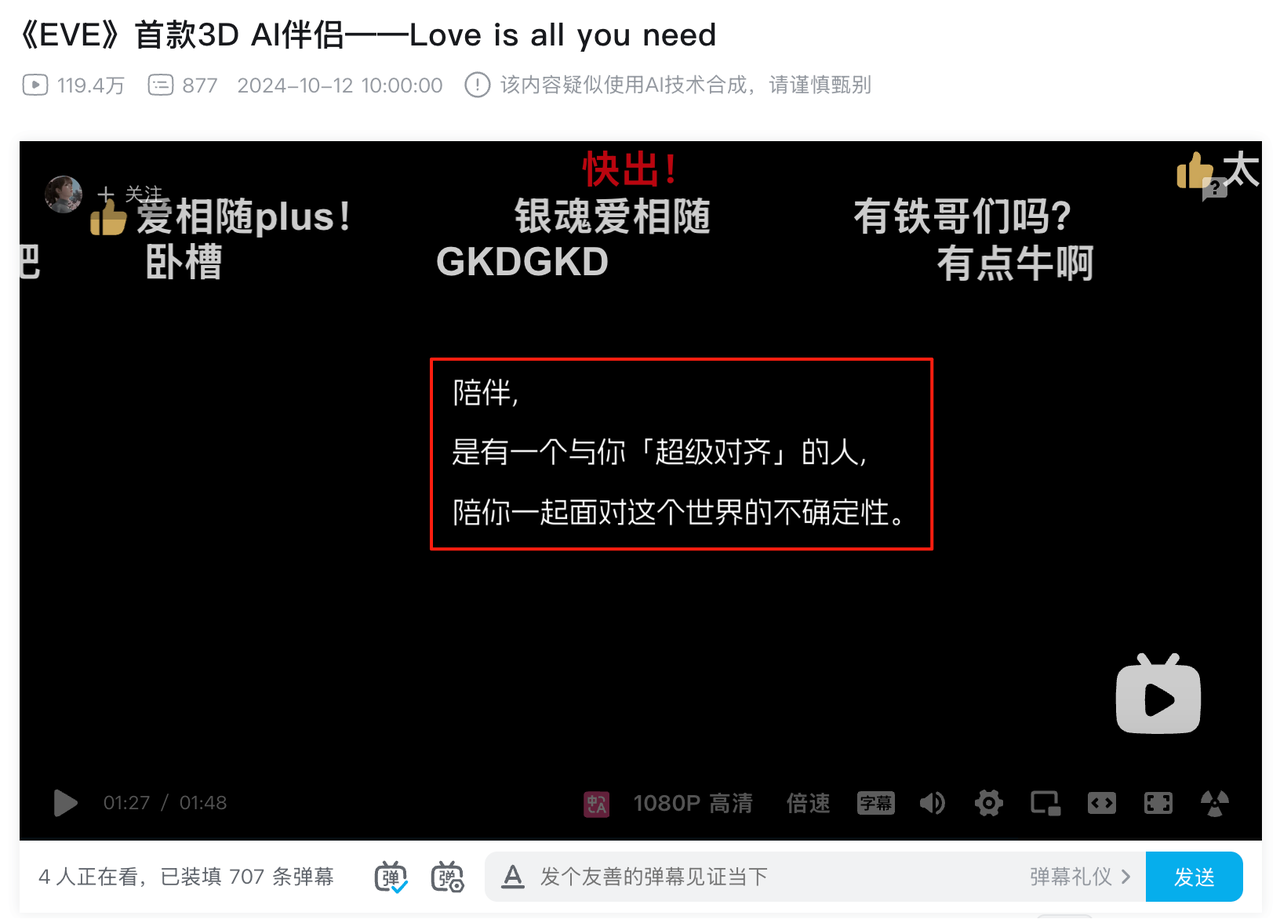 《EVE》首款3D AI伴侣——Love is all you need
119.4万 877 2024-10-12 10:00:00 该内容疑似使用AI技术合成，请谨慎甄别
快出！
太
+ 关注
爱相随plus！ 银魂爱相随 有铁哥们吗？
吧 卧槽 GKDGKD 有点牛啊
陪伴，
是有一个与你「超级对齐」的人，
陪你一起面对这个世界的不确定性。
01:27 / 01:48 1080P 高清 倍速 字幕
4 人正在看，已装填 707 条弹幕 弹 弹 A 发个友善的弹幕见证当下 弹幕礼仪 发送